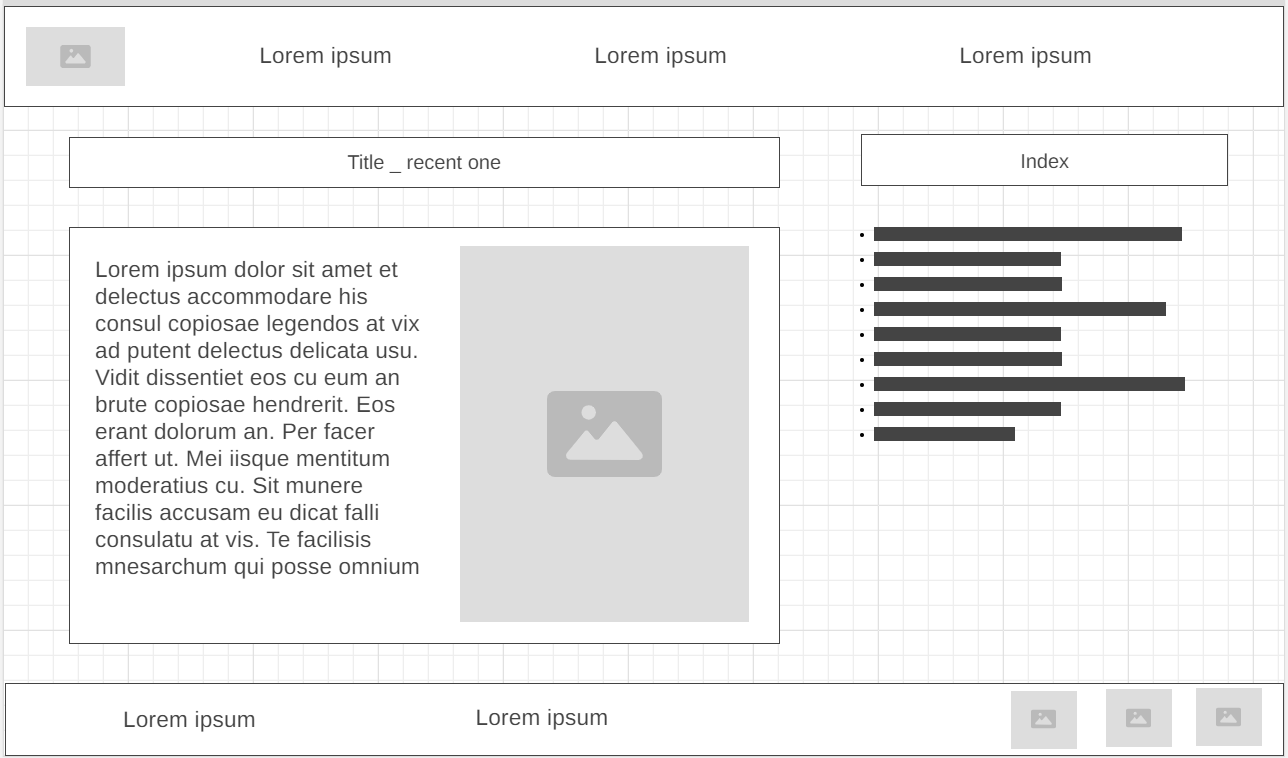 Lorem ipsum
Lorem ipsum
Lorem ipsum
Title _ recent one
Index
Lorem ipsum dolor sit amet et
delectus accommodare his
consul copiosae legendos at vix
ad putent delectus delicata usu.
Vidit dissentiet eos cu eum an
brute copiosae hendrerit. Eos
erant dolorum an. Per facer
affert ut. Mei iisque mentitum
moderatius cu. Sit munere
facilis accusam eu dicat falli
consulatu at vis. Te facilisis
mnesarchum qui posse omnium
Lorem ipsum
Lorem ipsum